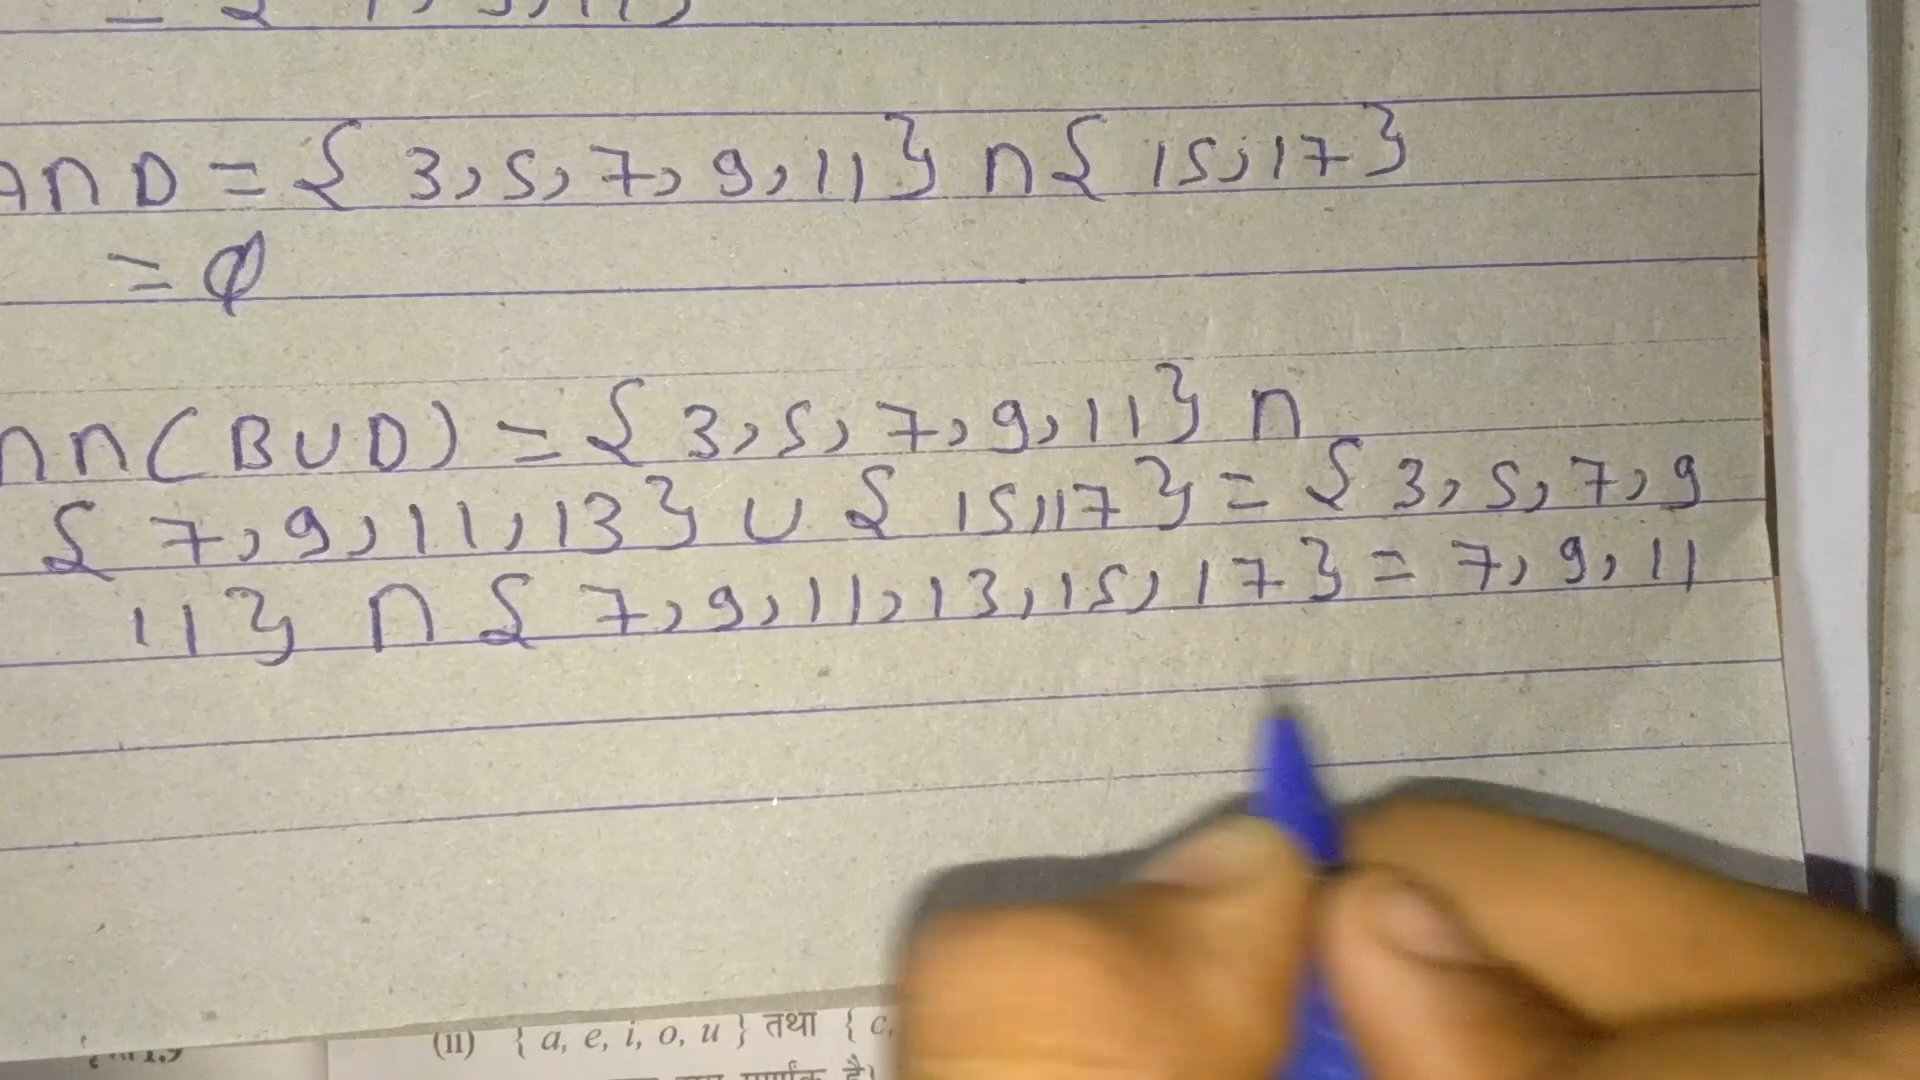 A∩D = { 3, 5, 7, 9, 11 } ∩ { 15, 17 }
= φ
A∩(B∪D) = { 3, 5, 7, 9, 11 } ∩
{ 7, 9, 11, 13 } ∪ { 15, 17 } = { 3, 5, 7, 9
11 } ∩ { 7, 9, 11, 13, 15, 17 } = 7, 9, 11
(ii) { a, e, i, o, u } तथा { c,
है।